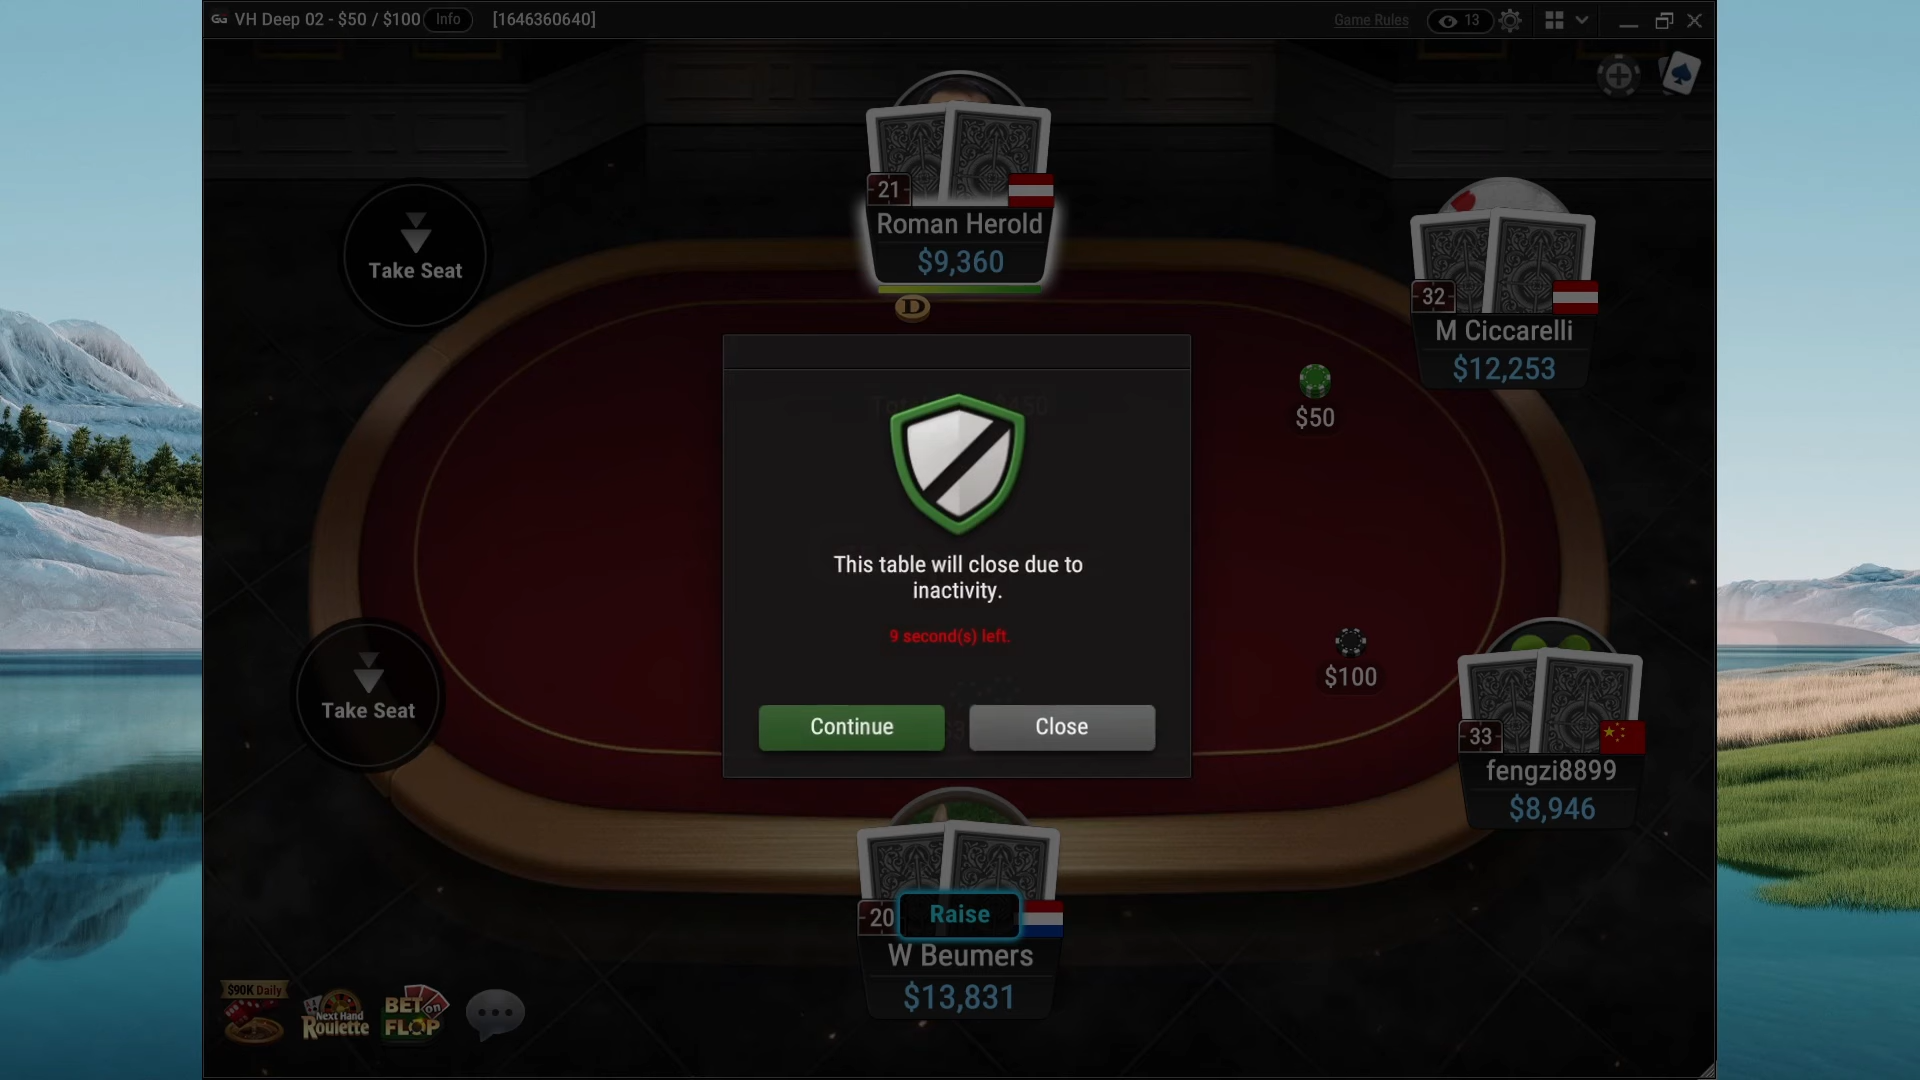 GG VH Deep 02 - $50 / $100 Info [1646360640] Game Rules 13
21
Roman Herold
$9,360
D
Take Seat
32
M Ciccarelli
$12,253
$50
This table will close due to
inactivity.
9 second(s) left.
$100
Take Seat
Continue
Close
33
fengzi8899
$8,946
20
Raise
W Beumers
$13,831
$90K Daily
Next Hand
Roulette
BET on
FLOP